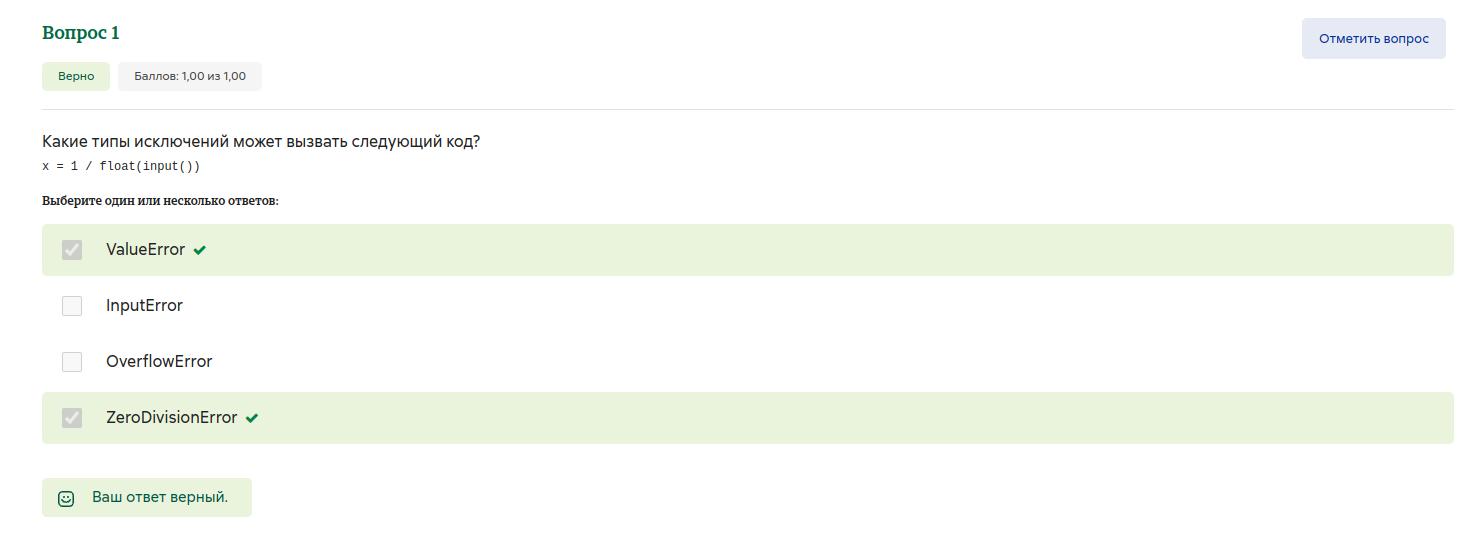 Вопрос 1
Отметить вопрос
Верно
Баллов: 1,00 из 1,00
Какие типы исключений может вызвать следующий код?
x = 1 / float(input())
Выберите один или несколько ответов:
ValueError
InputError
OverflowError
ZeroDivisionError
Ваш ответ верный.